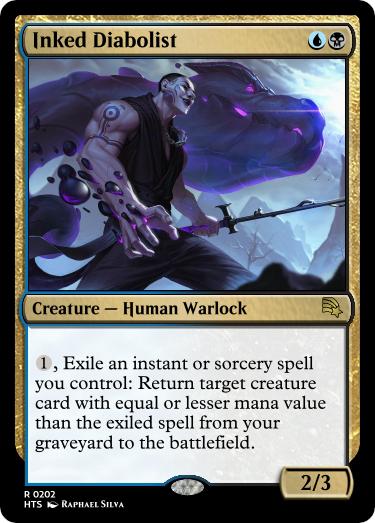 Inked Diabolist
Creature — Human Warlock
1, Exile an instant or sorcery spell
you control: Return target creature
card with equal or lesser mana value
than the exiled spell from your
graveyard to the battlefield.
2/3
R 0202
HTS Raphael Silva